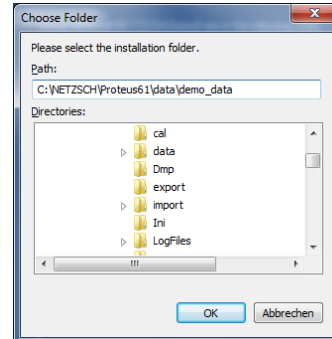 Choose Folder
Please select the installation folder.
Path:
C:\NETZSCH\Proteus61\data\demo_data
Directories:
cal
data
Dmp
export
import
Ini
LogFiles
OK
Abbrechen